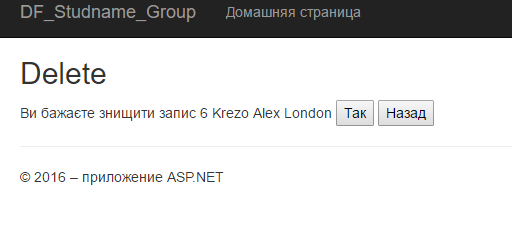 DF_Studname_Group Домашняя страница
Delete
Ви бажаєте знищити запис 6 Krezo Alex London Так Назад
© 2016 – приложение ASP.NET